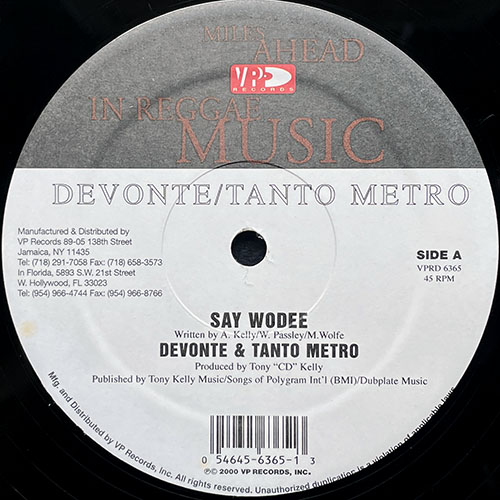 MILES
AHEAD
VP
RECORDS
IN REGGAE
MUSIC
DEVONTE/TANTO METRO
Manufactured & Distributed by
VP Records 89-05 138th Street
Jamaica, NY 11435
Tel: (718) 291-7058 Fax: (718) 658-3573
In Florida, 5893 S.W. 21st Street
W. Hollywood, FL 33023
Tel: (954) 966-4744 Fax: (954) 966-8766
SIDE A
VPRD 6365
45 RPM
SAY WODEE
Written by A. Kelly/W. Passley/M.Wolfe
DEVONTE & TANTO METRO
Produced by Tony "CD" Kelly
Published by Tony Kelly Music/Songs of Polygram Int'l (BMI)/Dubplate Music
0 54645-6365-1 3
℗© 2000 VP RECORDS, INC.
Mfg. and Distributed by VP Records, Inc. All rights reserved. Unauthorized duplication is a violation of applicable laws.